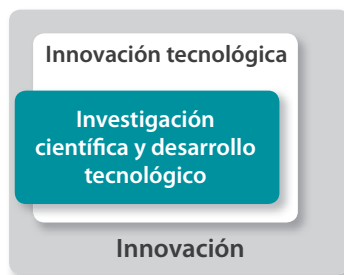 Innovación tecnológica
Investigación
científica y desarrollo
tecnológico
Innovación